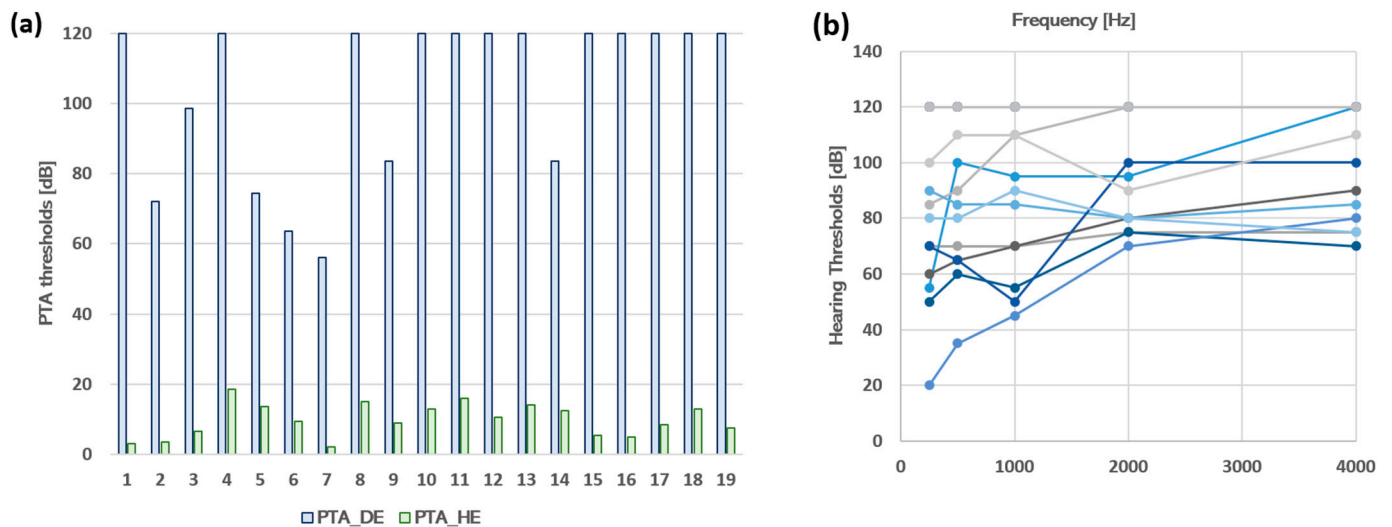 (a)
PTA thresholds [dB]
120
100
80
60
40
20
0
1 2 3 4 5 6 7 8 9 10 11 12 13 14 15 16 17 18 19
PTA_DE PTA_HE
(b)
Frequency [Hz]
Hearing Thresholds [dB]
140
120
100
80
60
40
20
0
0 1000 2000 3000 4000